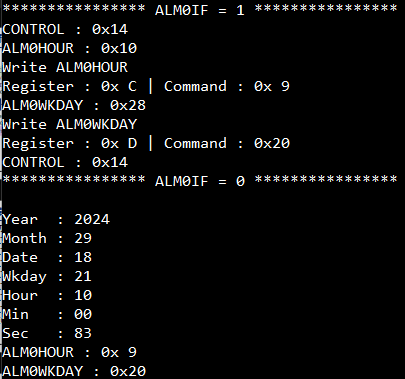 **************** ALM0IF = 1 ****************
CONTROL : 0x14
ALM0HOUR : 0x10
Write ALM0HOUR
Register : 0x C | Command : 0x 9
ALM0WKDAY : 0x28
Write ALM0WKDAY
Register : 0x D | Command : 0x20
CONTROL : 0x14
**************** ALM0IF = 0 ****************
Year  : 2024
Month : 29
Date  : 18
Wkday : 21
Hour  : 10
Min   : 00
Sec   : 83
ALM0HOUR : 0x 9
ALM0WKDAY : 0x20